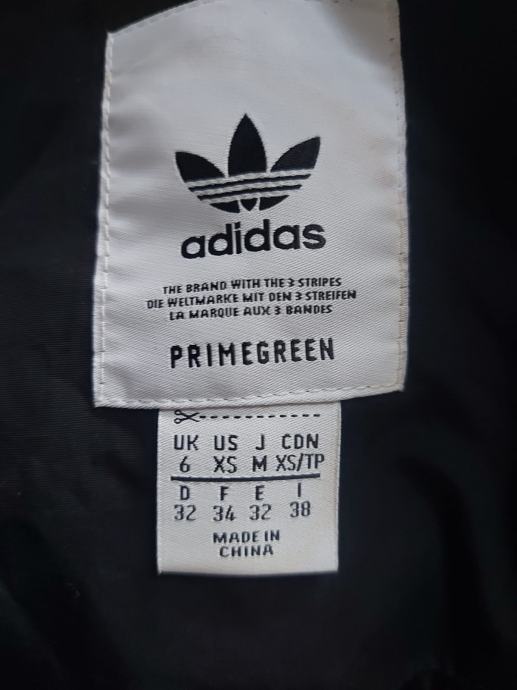 adidas
THE BRAND WITH THE 3 STRIPES
DIE WELTMARKE MIT DEN 3 STREIFEN
LA MARQUE AUX 3 BANDES
PRIMEGREEN
UK US J CDN
6 XS M XS/TP
D F E I
32 34 32 38
MADE IN
CHINA